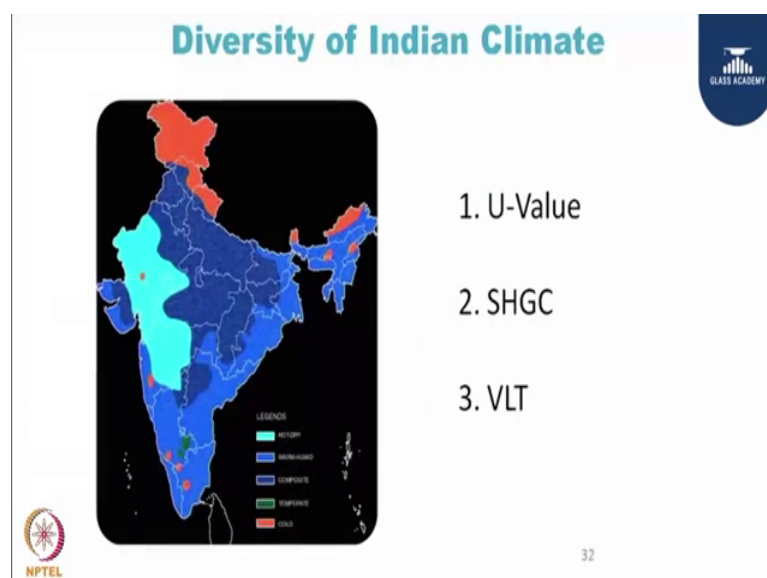 Diversity of Indian Climate
GLASS ACADEMY
1. U-Value
2. SHGC
3. VLT
LEGENDS
HOT-DRY
WARM-HUMID
COMPOSITE
TEMPERATE
COLD
NPTEL
32